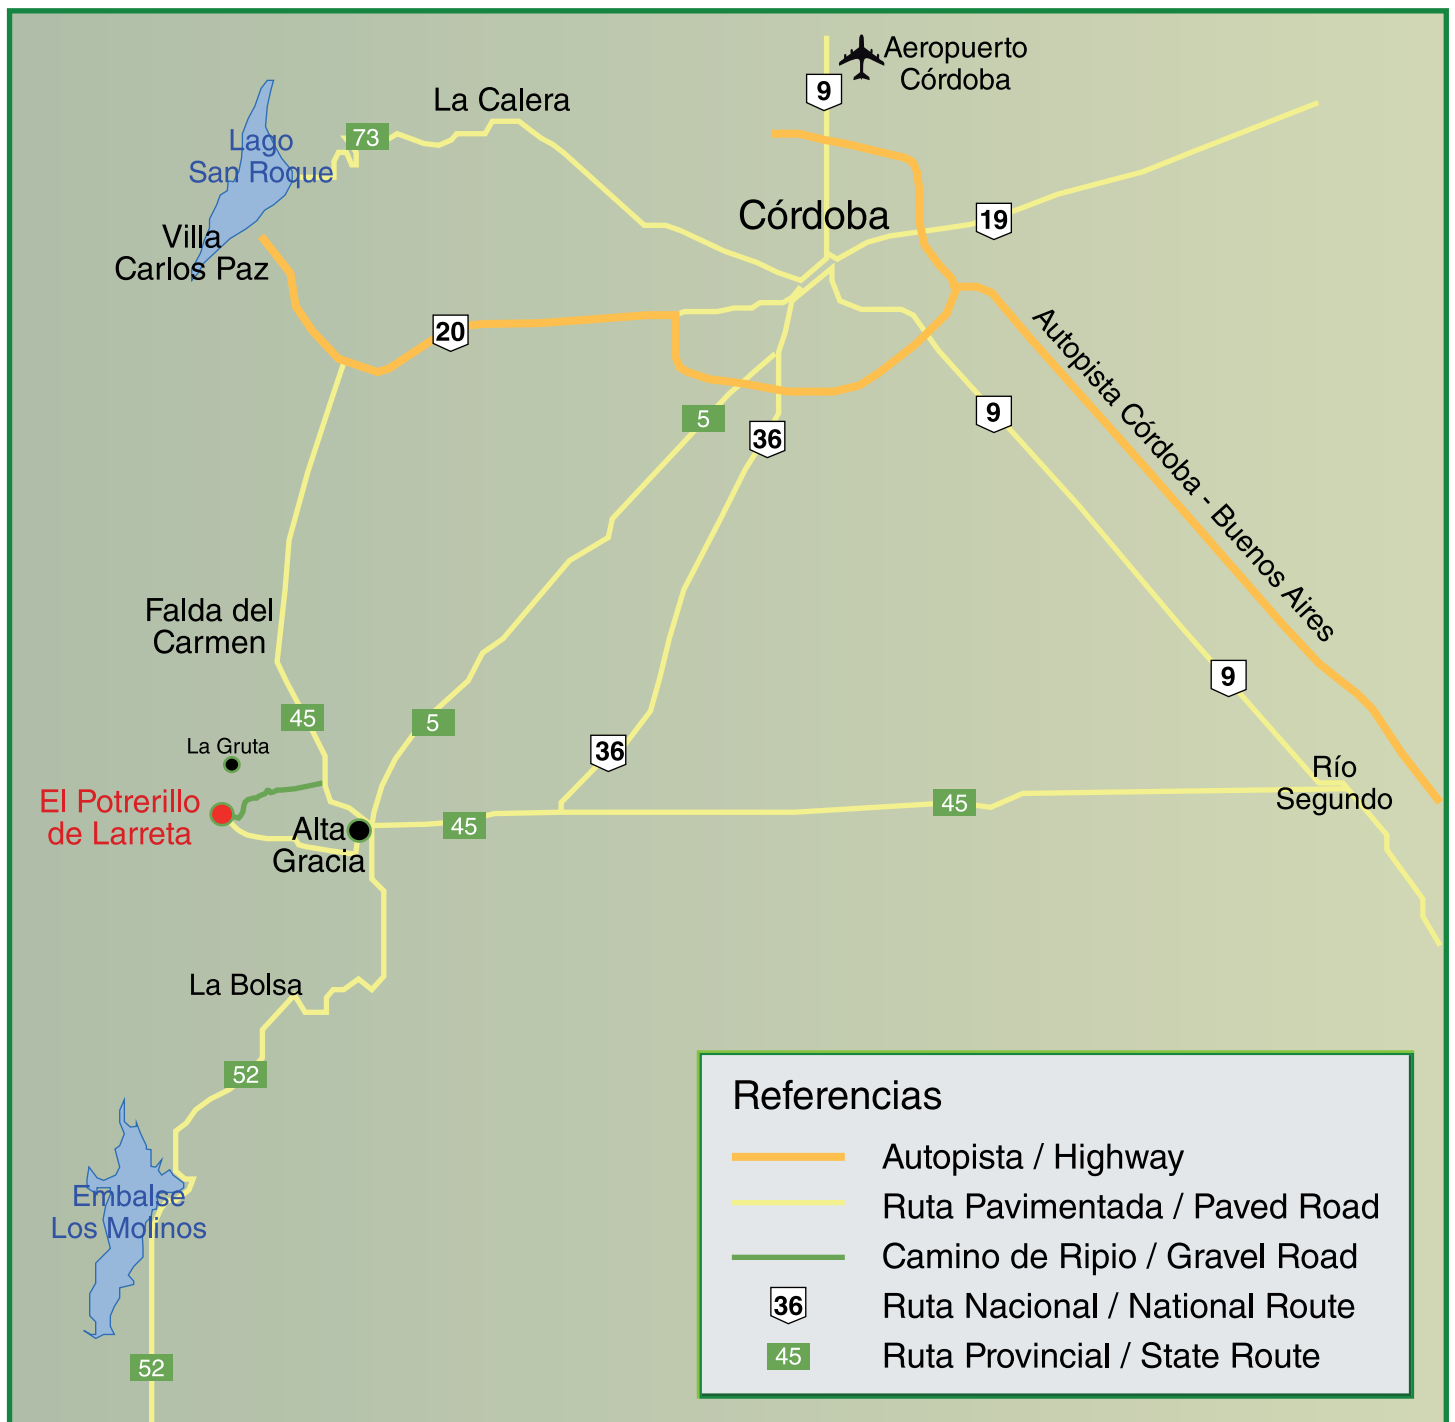 Aeropuerto
Córdoba
9
La Calera
73
Lago
San Roque
Córdoba
19
Villa
Carlos Paz
20
Autopista Córdoba - Buenos Aires
5
36
9
Falda del
Carmen
9
45
5
La Gruta
36
Río
Segundo
El Potrerillo
de Larreta
45
45
Alta
Gracia
La Bolsa
52
Embalse
Los Molinos
52
Referencias
Autopista / Highway
Ruta Pavimentada / Paved Road
Camino de Ripio / Gravel Road
36 Ruta Nacional / National Route
45 Ruta Provincial / State Route